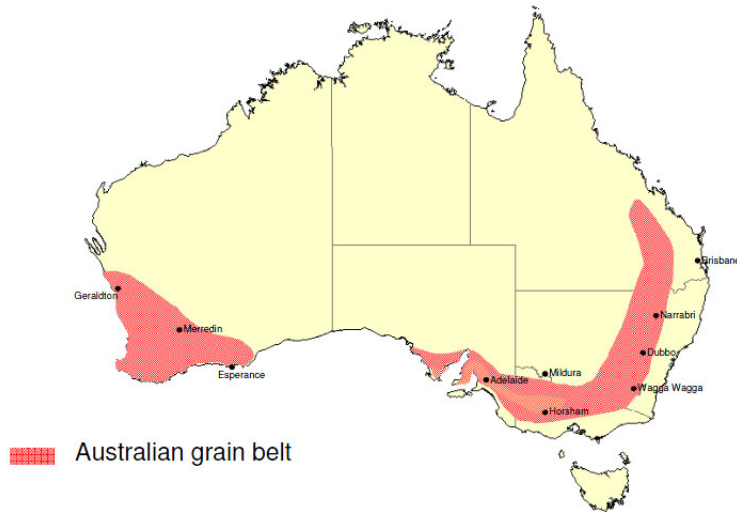 Brisbane
Geraldton
Narrabri
Merredin
Dubbo
Esperance
Mildura
Adelaide
Wagga Wagga
Horsham
Australian grain belt